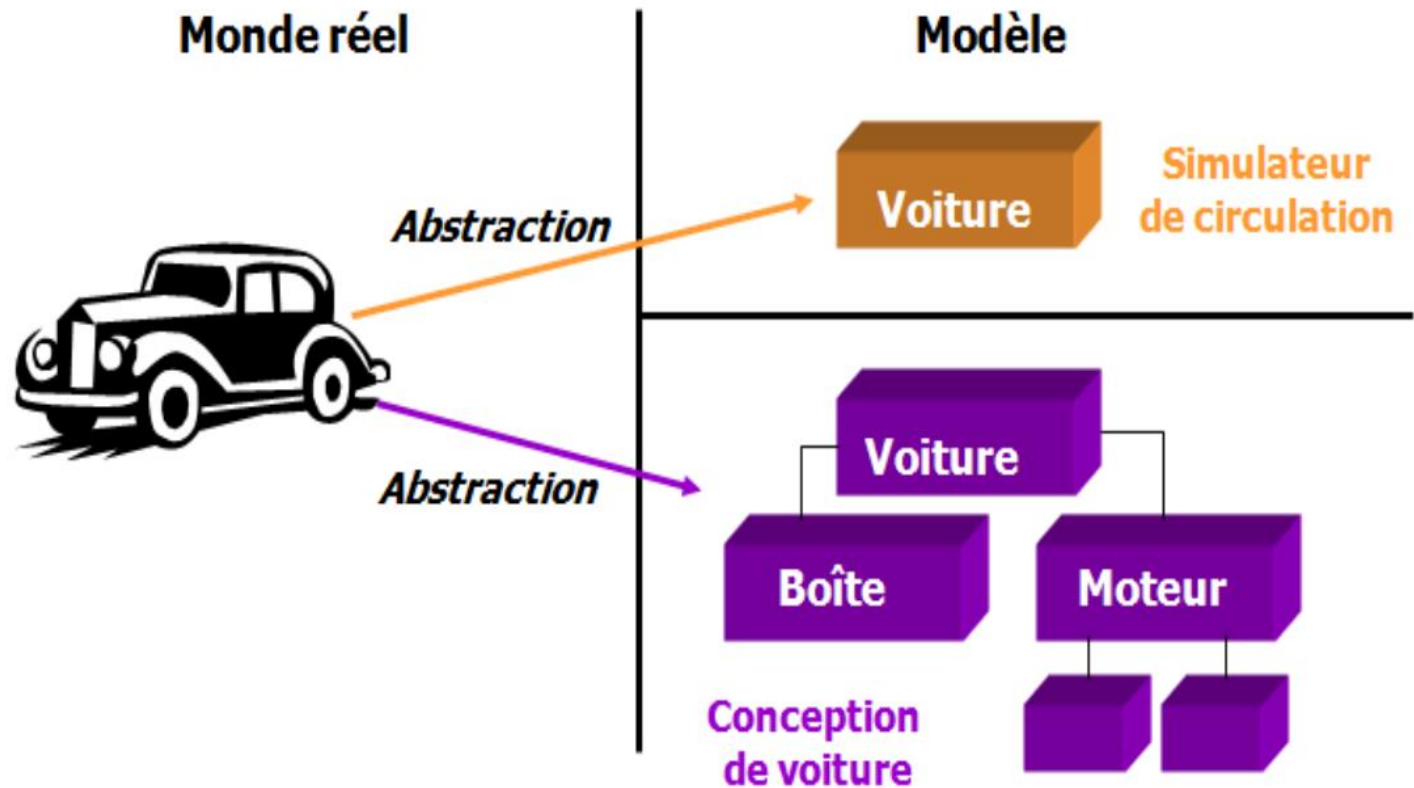 Monde réel
Modèle
Abstraction
Voiture
Simulateur
de circulation
Abstraction
Voiture
Boîte
Moteur
Conception
de voiture